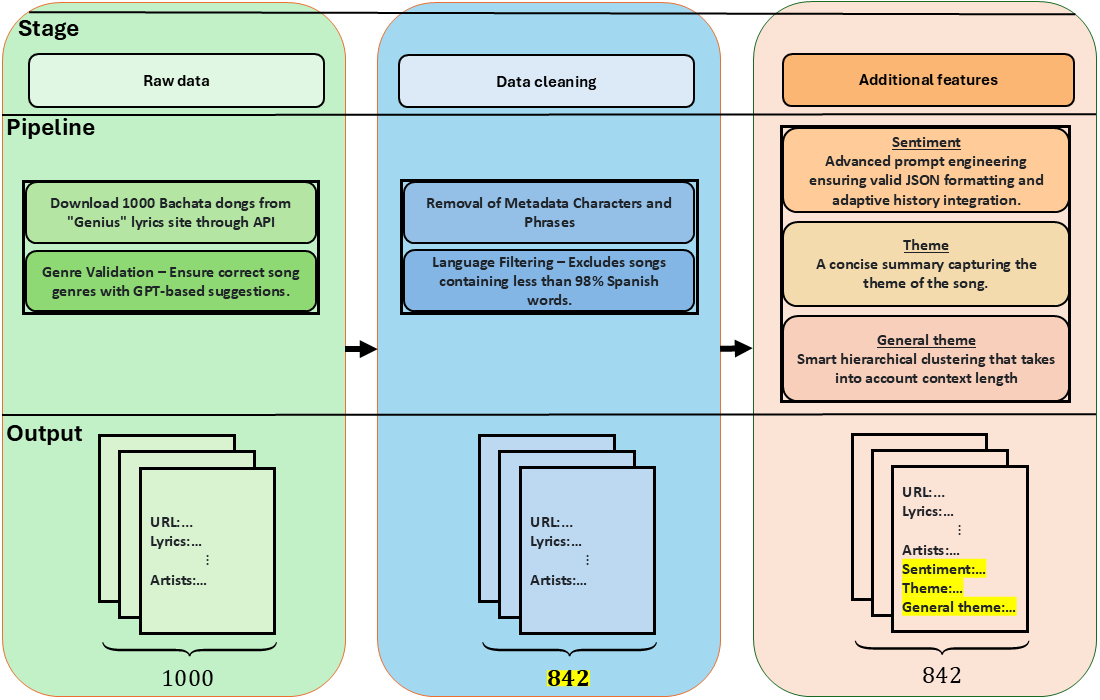 Stage
Raw data
Data cleaning
Additional features
Pipeline
Download 1000 Bachata dongs from
"Genius" lyrics site through API
Genre Validation – Ensure correct song
genres with GPT-based suggestions.
Removal of Metadata Characters and
Phrases
Language Filtering – Excludes songs
containing less than 98% Spanish
words.
Sentiment
Advanced prompt engineering
ensuring valid JSON formatting and
adaptive history integration.
Theme
A concise summary capturing the
theme of the song.
General theme
Smart hierarchical clustering that takes
into account context length
Output
URL:...
Lyrics:...
⋮
Artists:...
1000
URL:...
Lyrics:...
⋮
Artists:...
842
URL:...
Lyrics:...
⋮
Artists:...
Sentiment:...
Theme:...
General theme:...
842